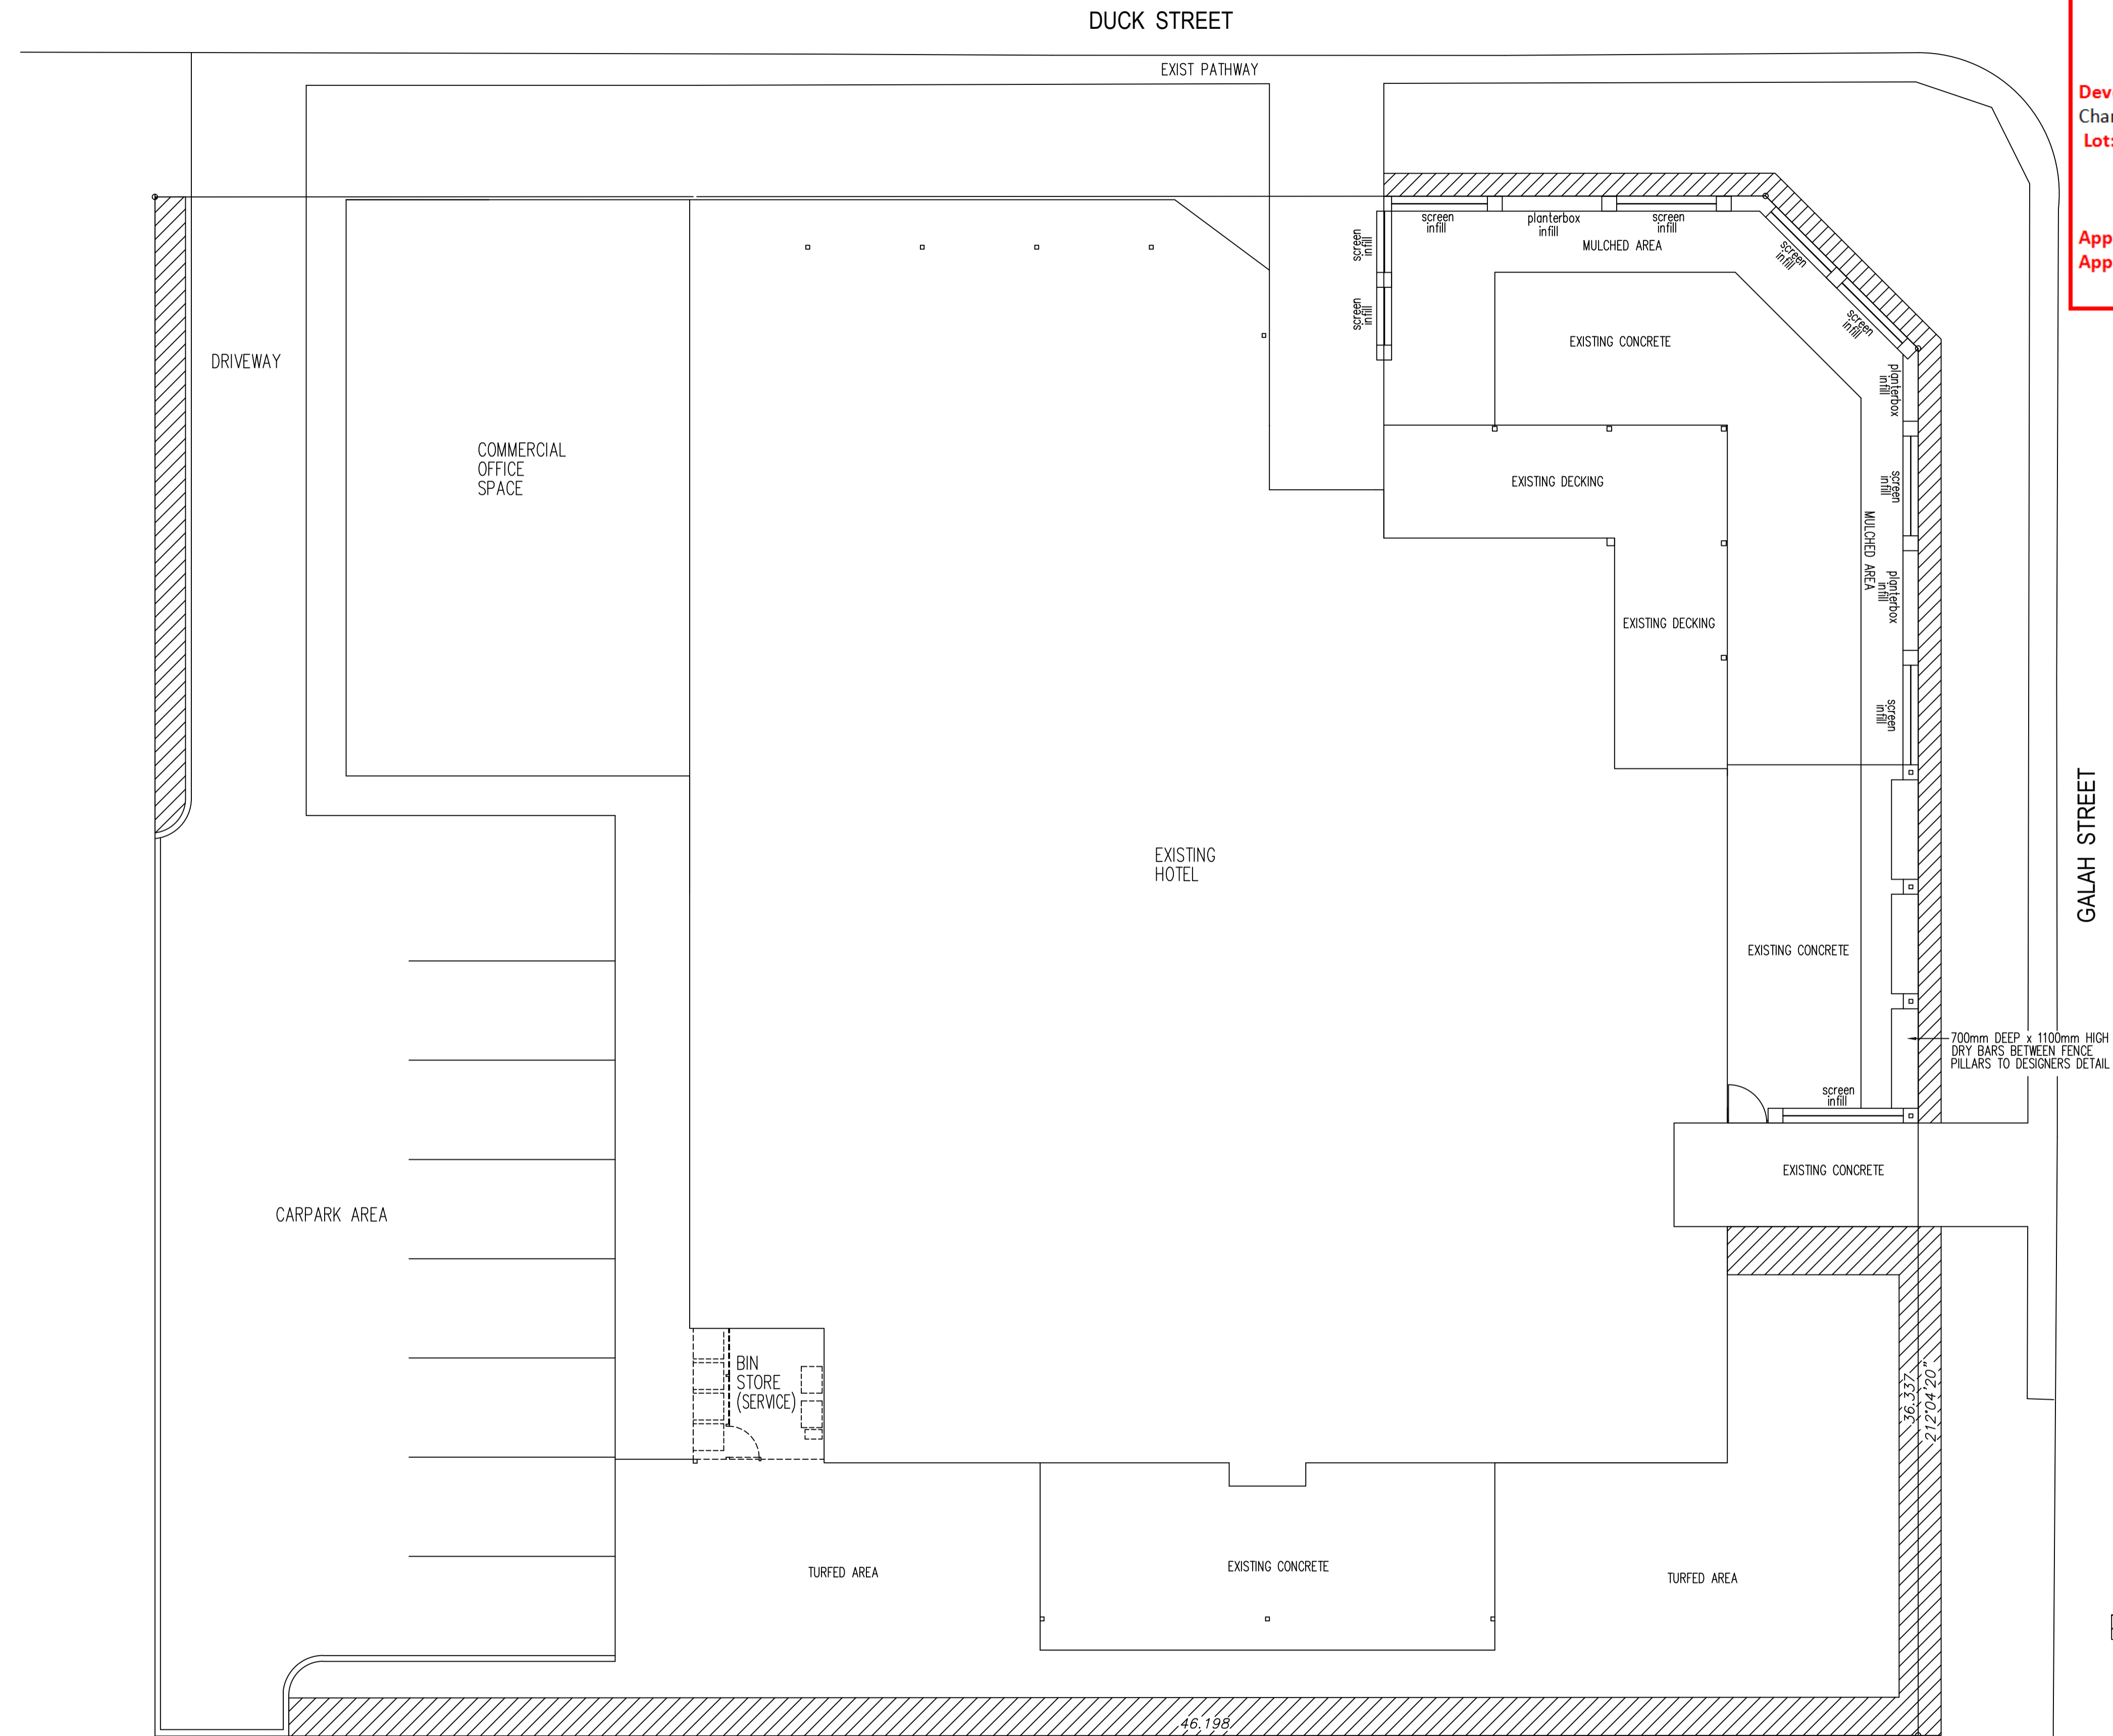 DUCK STREET
EXIST PATHWAY
Dev
Char
Lot:
App
App
screen
infill
planterbox
infill
screen
infill
screen
infill
screen
infill
MULCHED AREA
screen
infill
screen
infill
DRIVEWAY
EXISTING CONCRETE
planterbox
infill
COMMERCIAL
OFFICE
SPACE
EXISTING DECKING
screen
infill
MULCHED AREA
planterbox
infill
EXISTING DECKING
screen
infill
GALAH STREET
EXISTING
HOTEL
EXISTING CONCRETE
700mm DEEP x 1100mm HIGH
DRY BARS BETWEEN FENCE
PILLARS TO DESIGNERS DETAIL
screen
infill
EXISTING CONCRETE
CARPARK AREA
BIN
STORE
(SERVICE)
36.337
212°04'20"
TURFED AREA
EXISTING CONCRETE
TURFED AREA
46.198